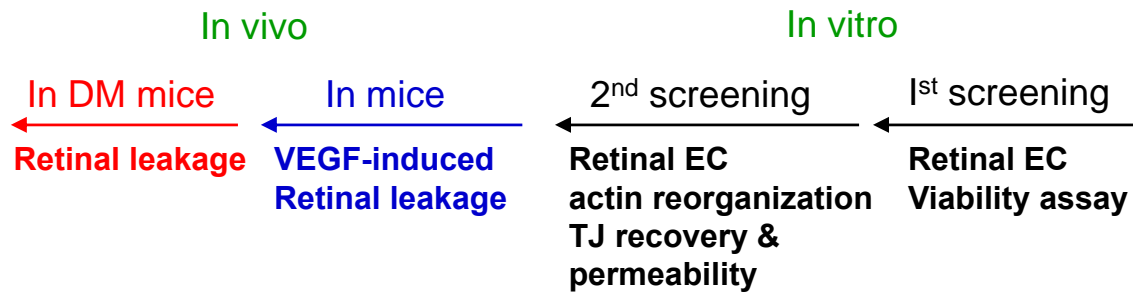 In vivo
In vitro
In DM mice
In mice
2nd screening
Ist screening
Retinal leakage
VEGF-induced
Retinal leakage
Retinal EC
actin reorganization
TJ recovery &
permeability
Retinal EC
Viability assay